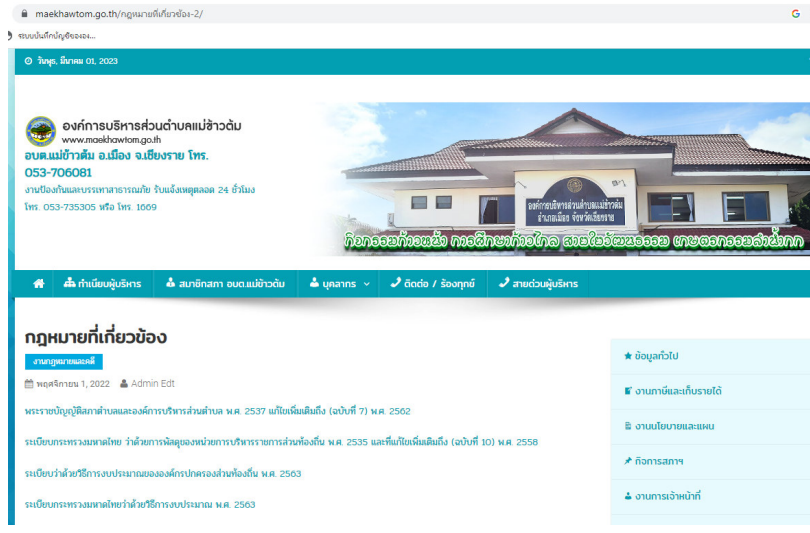 maekhawtom.go.th/กฎหมายที่เกี่ยวข้อง-2/
วันพุธ, มีนาคม 01, 2023
องค์การบริหารส่วนตำบลแม่ข้าวต้ม
www.maekhawtom.go.th
อบต.แม่ข้าวต้ม อ.เมือง จ.เชียงราย โทร.
053-706081
งานป้องกันและบรรเทาสาธารณภัย รับแจ้งเหตุตลอด 24 ชั่วโมง
โทร. 053-735305 หรือ โทร. 1669
องค์การบริหารส่วนตำบลแม่ข้าวต้ม
อำเภอเมือง จังหวัดเชียงราย
ทำเนียบผู้บริหาร
สมาชิกสภา อบต.แม่ข้าวต้ม
บุคลากร
ติดต่อ / ร้องทุกข์
สายด่วนผู้บริหาร
กฎหมายที่เกี่ยวข้อง
งานกฎหมายและคดี
พฤศจิกายน 1, 2022 Admin Edt
พระราชบัญญัติสภาตำบลและองค์การบริหารส่วนตำบล พ.ศ. 2537 แก้ไขเพิ่มเติมถึง (ฉบับที่ 7) พ.ศ. 2562
ระเบียบกระทรวงมหาดไทย ว่าด้วยการพัสดุของหน่วยการบริหารราชการส่วนท้องถิ่น พ.ศ. 2535 และที่แก้ไขเพิ่มเติมถึง (ฉบับที่ 10) พ.ศ. 2558
ระเบียบว่าด้วยวิธีการงบประมาณขององค์กรปกครองส่วนท้องถิ่น พ.ศ. 2563
ระเบียบกระทรวงมหาดไทยว่าด้วยวิธีการงบประมาณ พ.ศ. 2563
ข้อมูลทั่วไป
งานภาษีและเก็บรายได้
งานนโยบายและแผน
กิจการสภาฯ
งานการเจ้าหน้าที่